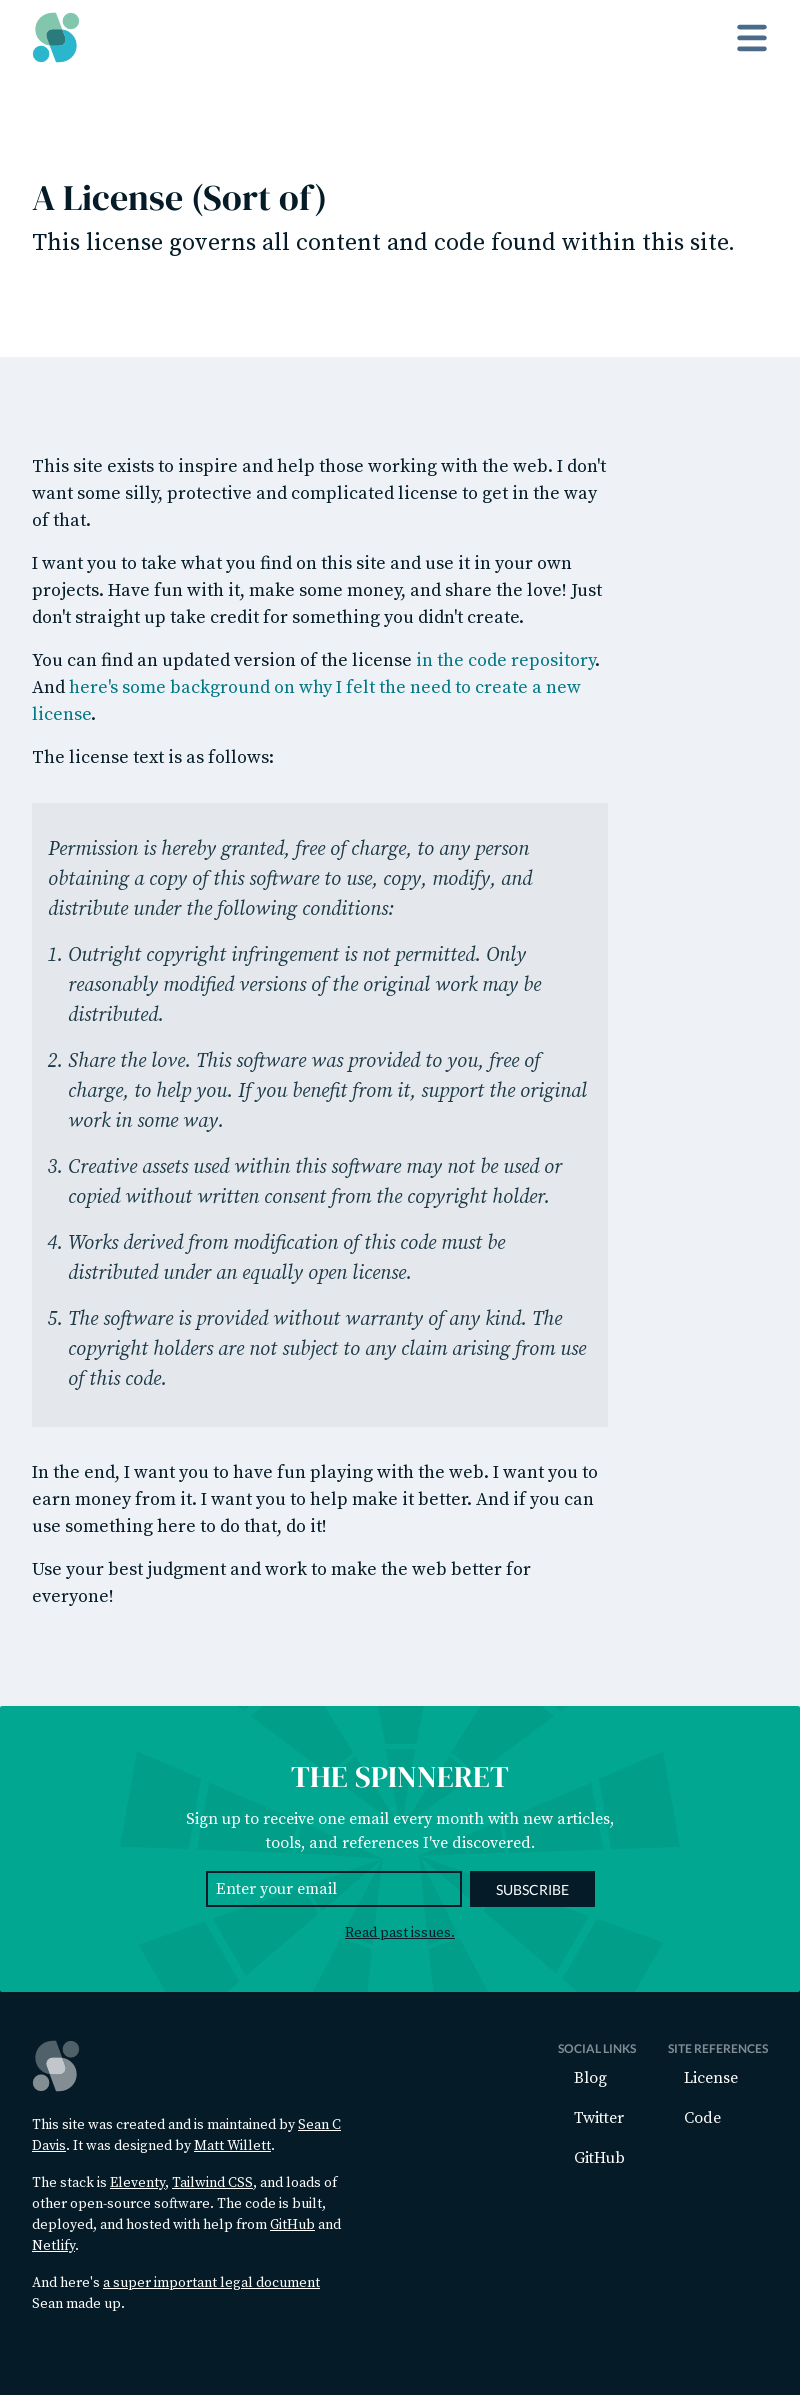 A License (Sort of)
This license governs all content and code found within this site.
This site exists to inspire and help those working with the web. I don't
want some silly, protective and complicated license to get in the way
of that.
I want you to take what you find on this site and use it in your own
projects. Have fun with it, make some money, and share the love! Just
don't straight up take credit for something you didn't create.
You can find an updated version of the license in the code repository.
And here's some background on why I felt the need to create a new
license.
The license text is as follows:
Permission is hereby granted, free of charge, to any person
obtaining a copy of this software to use, copy, modify, and
distribute under the following conditions:
1. Outright copyright infringement is not permitted. Only
reasonably modified versions of the original work may be
distributed.
2. Share the love. This software was provided to you, free of
charge, to help you. If you benefit from it, support the original
work in some way.
3. Creative assets used within this software may not be used or
copied without written consent from the copyright holder.
4. Works derived from modification of this code must be
distributed under an equally open license.
5. The software is provided without warranty of any kind. The
copyright holders are not subject to any claim arising from use
of this code.
In the end, I want you to have fun playing with the web. I want you to
earn money from it. I want you to help make it better. And if you can
use something here to do that, do it!
Use your best judgment and work to make the web better for
everyone!
THE SPINNERET
Sign up to receive one email every month with new articles,
tools, and references I've discovered.
Enter your email
SUBSCRIBE
Read past issues.
This site was created and is maintained by Sean C
Davis. It was designed by Matt Willett.
The stack is Eleventy, Tailwind CSS, and loads of
other open-source software. The code is built,
deployed, and hosted with help from GitHub and
Netlify.
And here's a super important legal document
Sean made up.
SOCIAL LINKS
Blog
Twitter
GitHub
SITE REFERENCES
License
Code